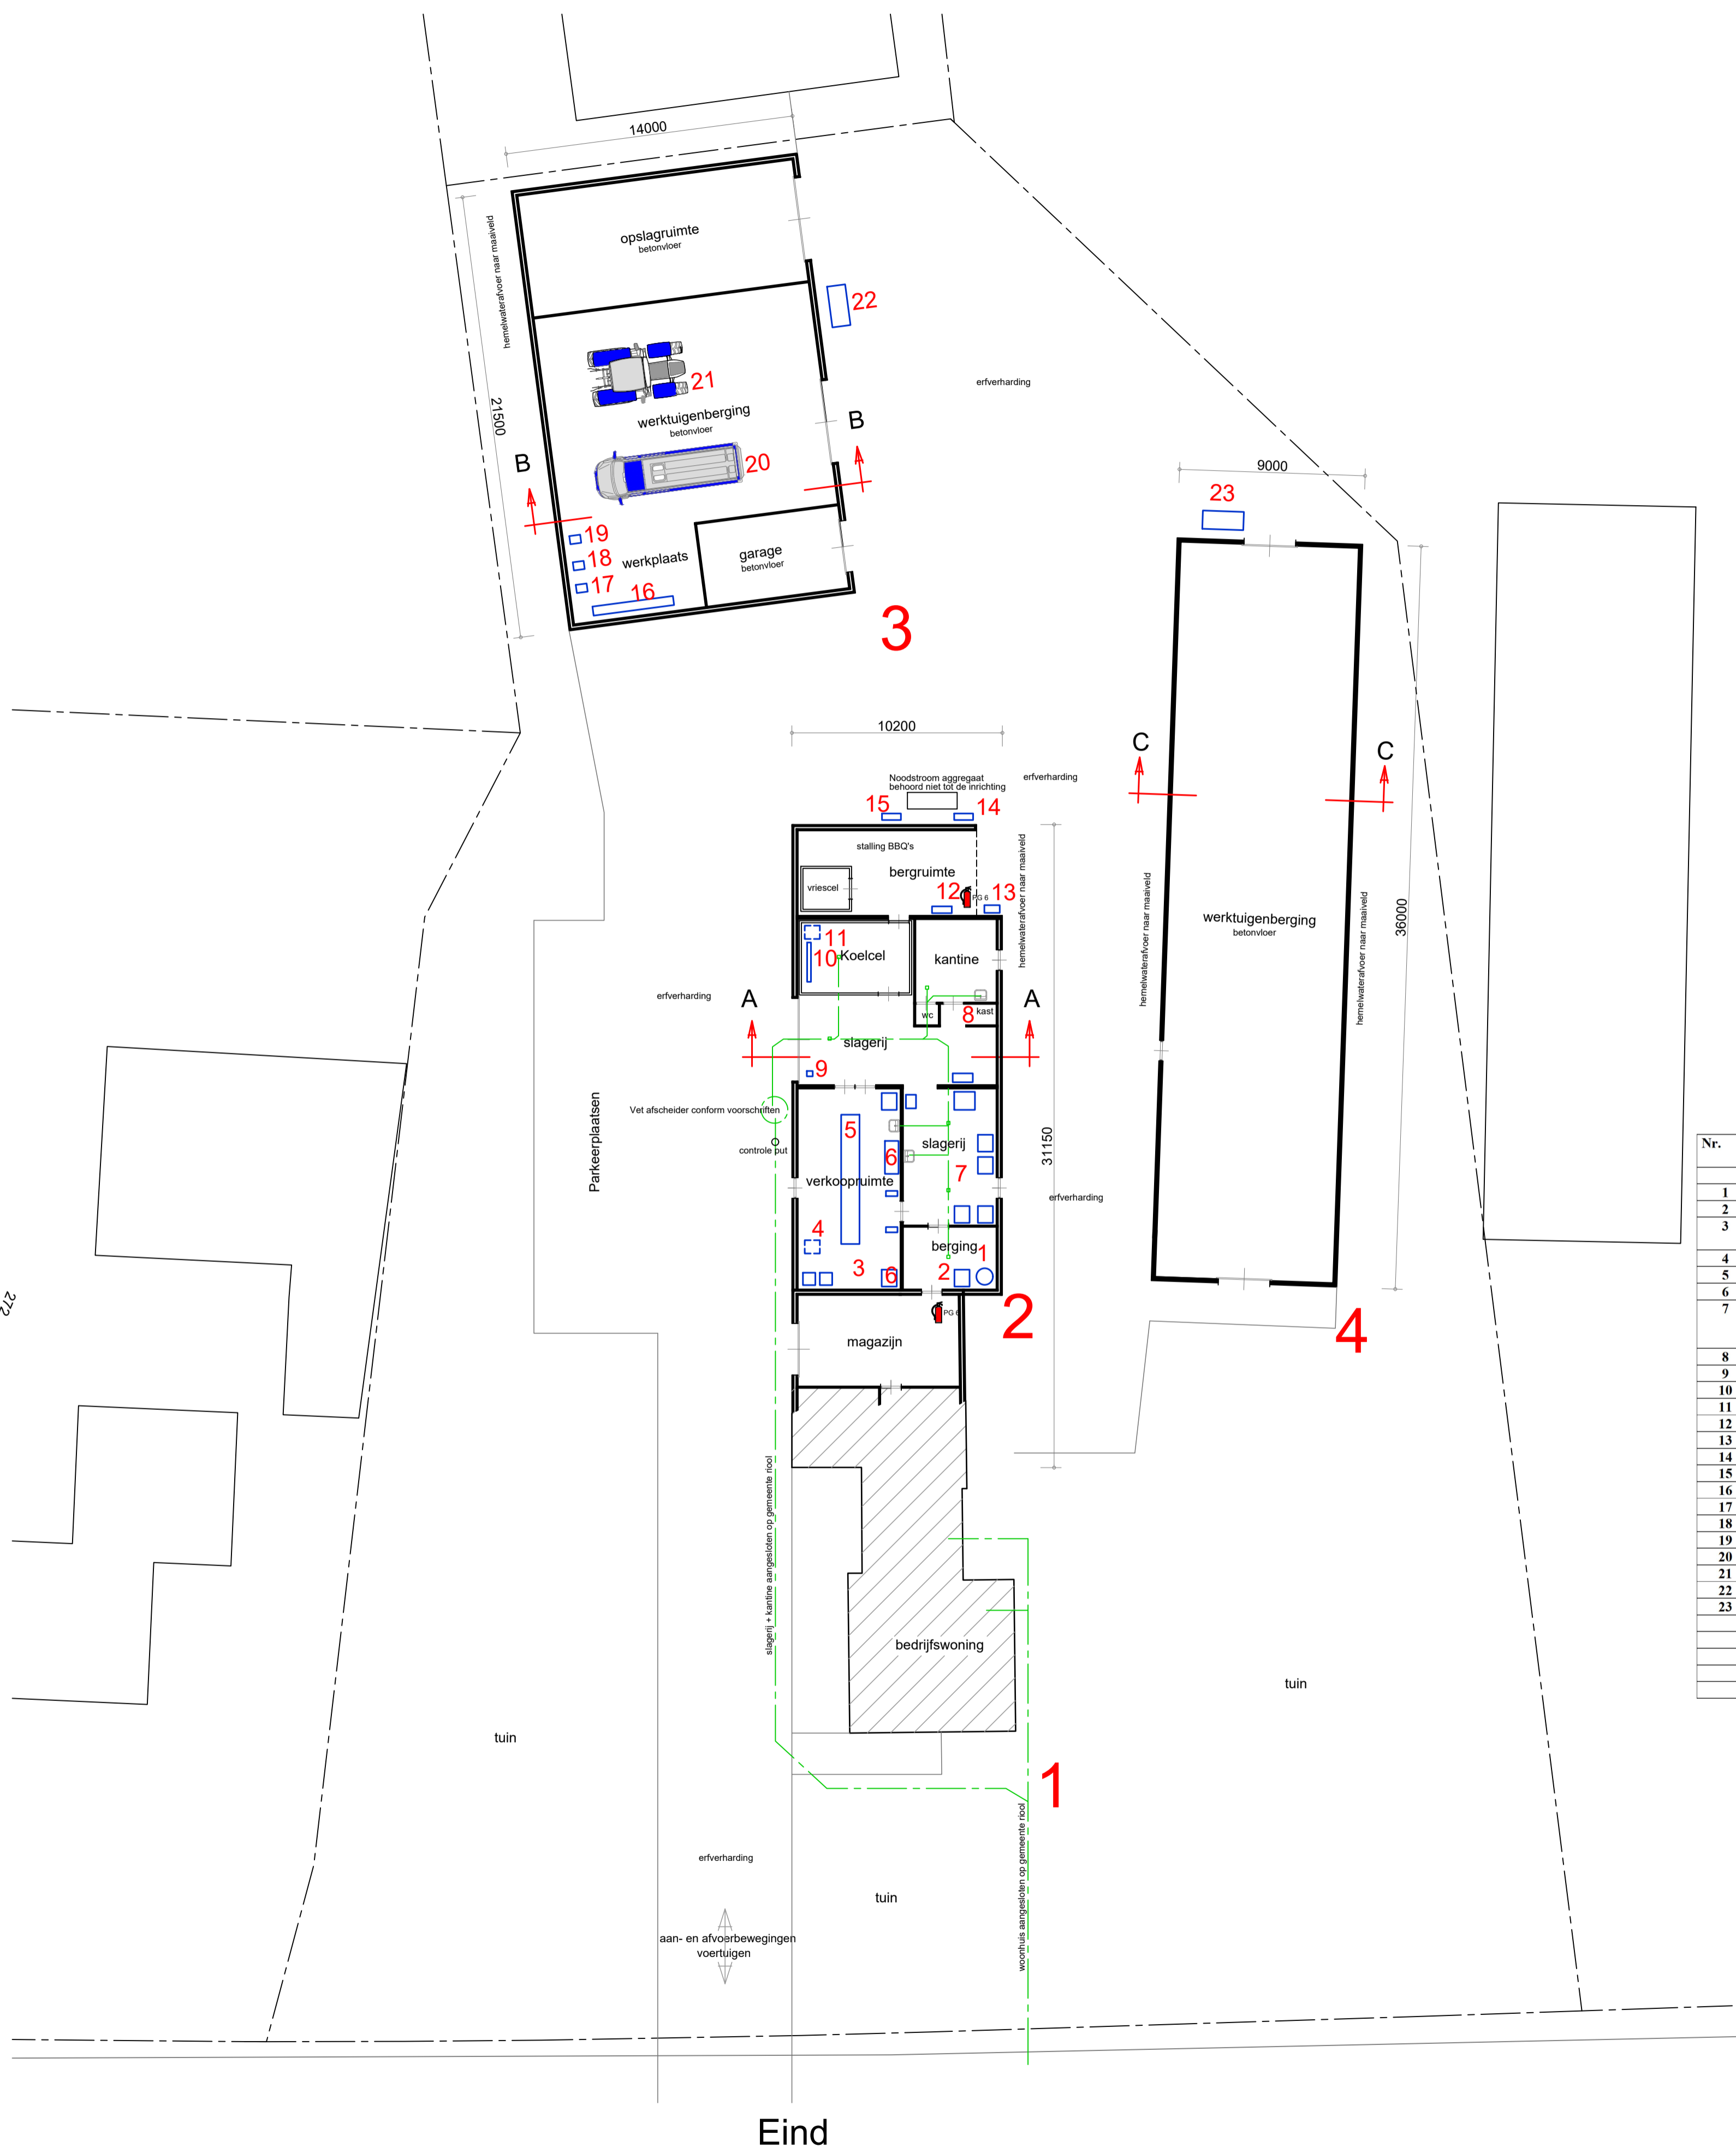 14000
opslagruimte
betonvloer
hemelwaterafvoer naar maaiveld
22
21
erfverharding
werktuigenberging
betonvloer
21500
B
B
20
9000
23
19
18
werkplaats
garage
betonvloer
17
16
3
10200
C
C
Noodstroom aggregaat
behoord niet tot de inrichting
erfverharding
15
14
stalling BBQ's
bergruimte
vriescel
12
PG 6
13
hemelwaterafvoer naar maaiveld
hemelwaterafvoer naar maaiveld
werktuigenberging
betonvloer
hemelwaterafvoer naar maaiveld
36000
11
10
Koelcel
kantine
erfverharding
A
A
wc
8
kast
slagerij
9
Parkeerplaatsen
Vet afscheider conform voorschriften
controle put
5
6
slagerij
7
verkoopruimte
31150
erfverharding
4
berging
1
3
6
2
2
PG 6
magazijn
4
272
Nr.
1
2
3
4
5
6
7
8
9
10
11
12
13
14
15
16
17
18
19
20
21
22
23
slagerij + kantine aangesloten op gemeente riool
bedrijfswoning
tuin
tuin
1
woonhuis aangesloten op gemeente riool
erfverharding
tuin
aan- en afvoerbewegingen
voertuigen
Eind